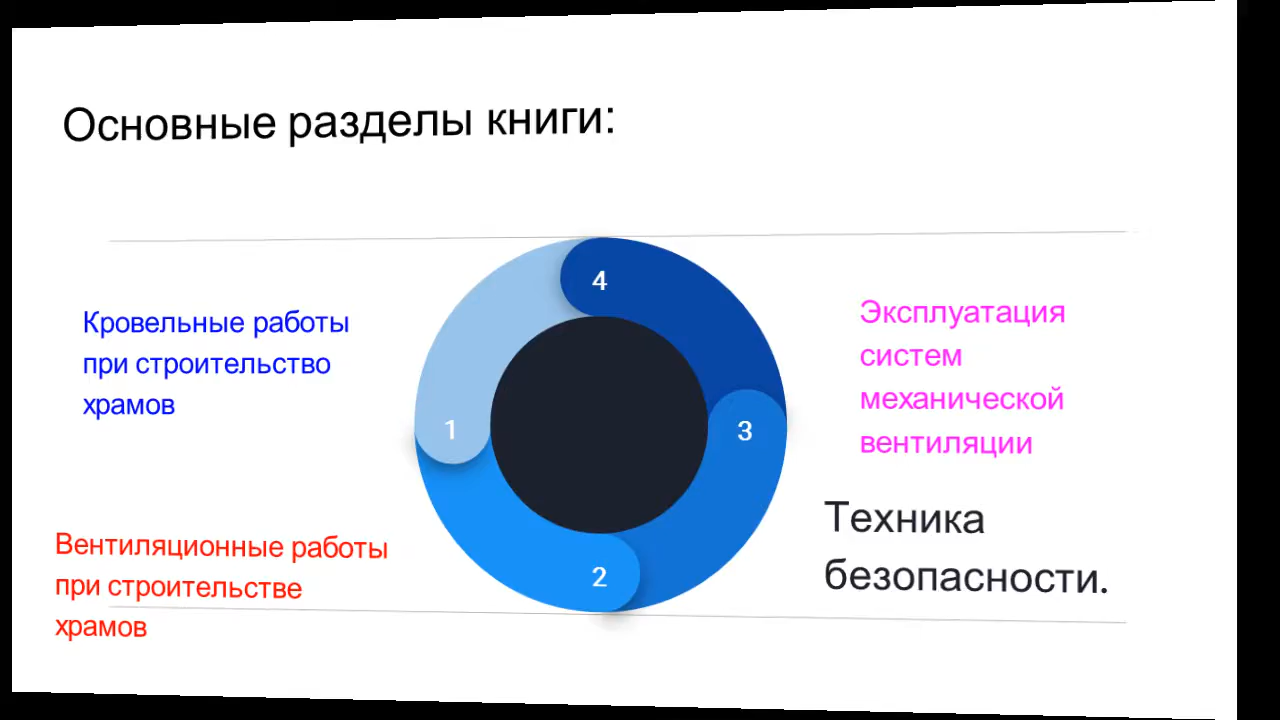 Основные разделы книги:
Кровельные работы
при строительство
храмов
Вентиляционные работы
при строительстве
храмов
4
1
3
2
Эксплуатация
систем
механической
вентиляции
Техника
безопасности.